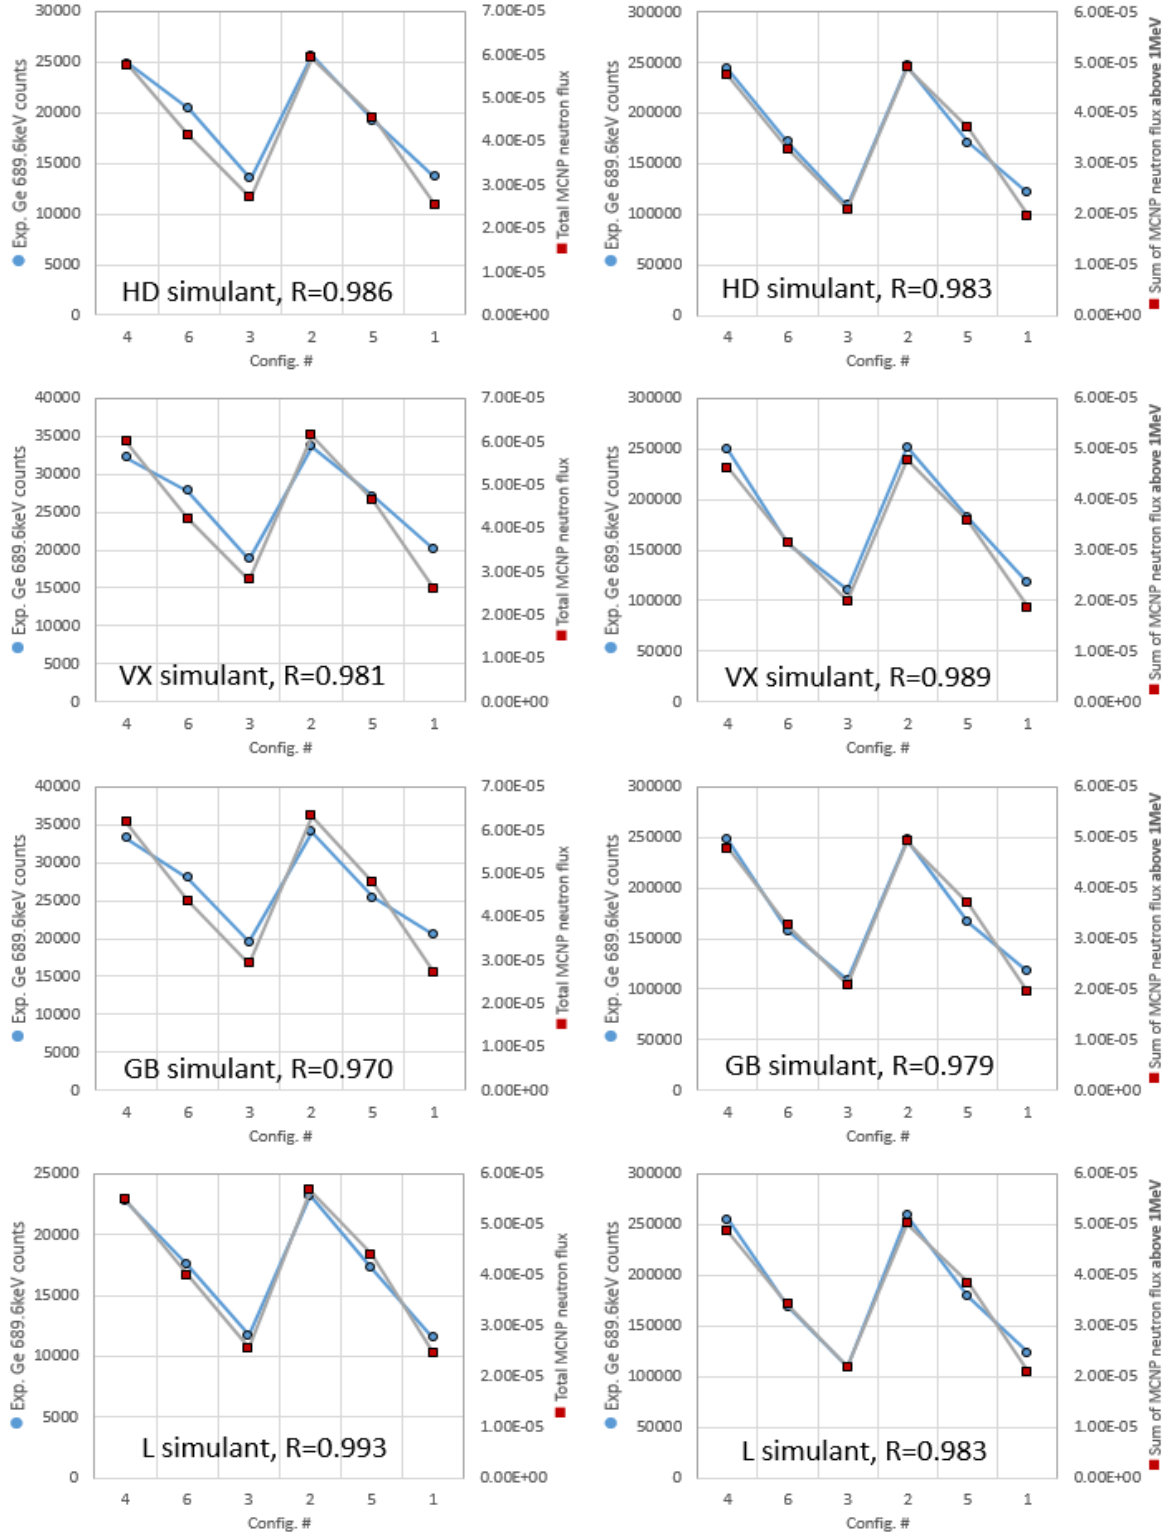 30000
25000
20000
15000
10000
5000
0
Exp. Ge 689.6keV counts
7.00E-05
6.00E-05
5.00E-05
4.00E-05
3.00E-05
2.00E-05
1.00E-05
0.00E+00
Total MCNP neutron flux
HD simulant, R=0.986
4 6 3 2 5 1
Config. #
300000
250000
200000
150000
100000
50000
0
Exp. Ge 689.6keV counts
6.00E-05
5.00E-05
4.00E-05
3.00E-05
2.00E-05
1.00E-05
0.00E+00
Sum of MCNP neutron flux above 1MeV
HD simulant, R=0.983
4 6 3 2 5 1
Config. #
40000
35000
30000
25000
20000
15000
10000
5000
0
Exp. Ge 689.6keV counts
7.00E-05
6.00E-05
5.00E-05
4.00E-05
3.00E-05
2.00E-05
1.00E-05
0.00E+00
Total MCNP neutron flux
VX simulant, R=0.981
4 6 3 2 5 1
Config. #
300000
250000
200000
150000
100000
50000
0
Exp. Ge 689.6keV counts
6.00E-05
5.00E-05
4.00E-05
3.00E-05
2.00E-05
1.00E-05
0.00E+00
Sum of MCNP neutron flux above 1MeV
VX simulant, R=0.989
4 6 3 2 5 1
Config. #
40000
35000
30000
25000
20000
15000
10000
5000
0
Exp. Ge 689.6keV counts
7.00E-05
6.00E-05
5.00E-05
4.00E-05
3.00E-05
2.00E-05
1.00E-05
0.00E+00
Total MCNP neutron flux
GB simulant, R=0.970
4 6 3 2 5 1
Config. #
300000
250000
200000
150000
100000
50000
0
Exp. Ge 689.6keV counts
6.00E-05
5.00E-05
4.00E-05
3.00E-05
2.00E-05
1.00E-05
0.00E+00
Sum of MCNP neutron flux above 1MeV
GB simulant, R=0.979
4 6 3 2 5 1
Config. #
25000
20000
15000
10000
5000
0
Exp. Ge 689.6keV counts
6.00E-05
5.00E-05
4.00E-05
3.00E-05
2.00E-05
1.00E-05
0.00E+00
Total MCNP neutron flux
L simulant, R=0.993
4 6 3 2 5 1
Config. #
300000
250000
200000
150000
100000
50000
0
Exp. Ge 689.6keV counts
6.00E-05
5.00E-05
4.00E-05
3.00E-05
2.00E-05
1.00E-05
0.00E+00
Sum of MCNP neutron flux above 1MeV
L simulant, R=0.983
4 6 3 2 5 1
Config. #